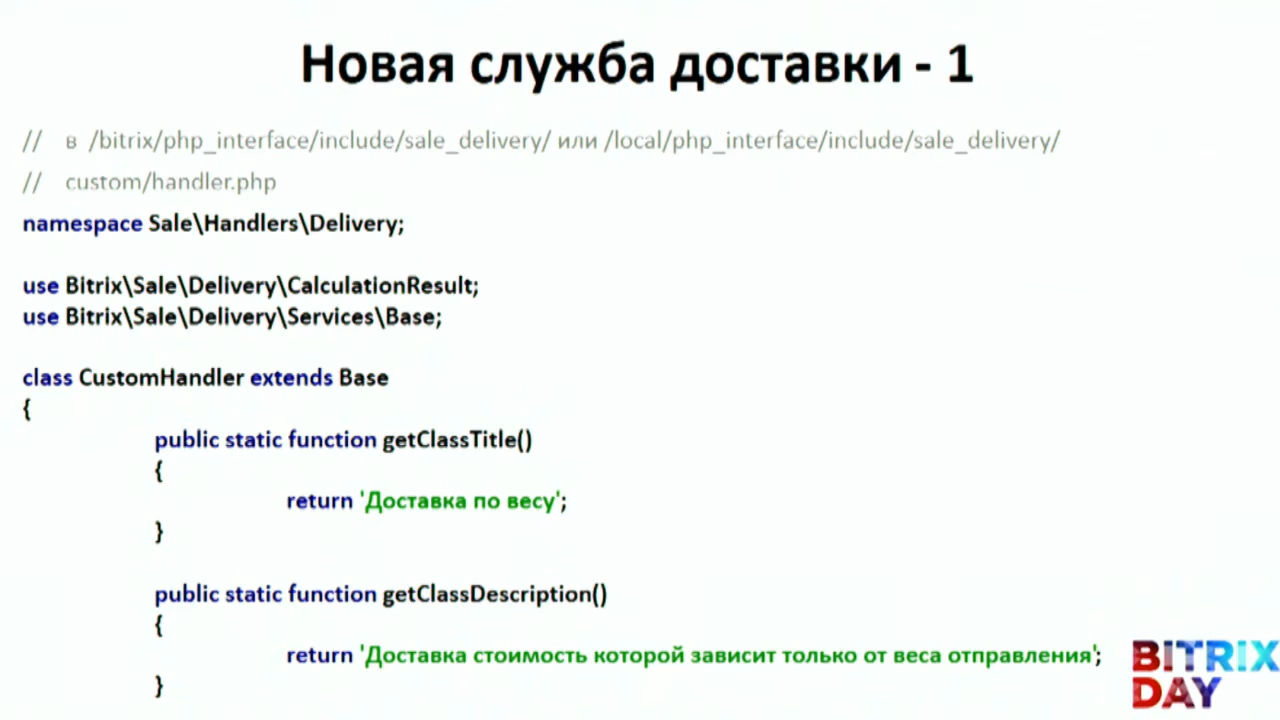 Новая служба доставки - 1
// в /bitrix/php_interface/include/sale_delivery/ или /local/php_interface/include/sale_delivery/
// custom/handler.php
namespace Sale\Handlers\Delivery;
use Bitrix\Sale\Delivery\CalculationResult;
use Bitrix\Sale\Delivery\Services\Base;
class CustomHandler extends Base
{
public static function getClassTitle()
{
return 'Доставка по весу';
}
public static function getClassDescription()
{
return 'Доставка стоимость которой зависит только от веса отправления';
}
BITRIX
DAY